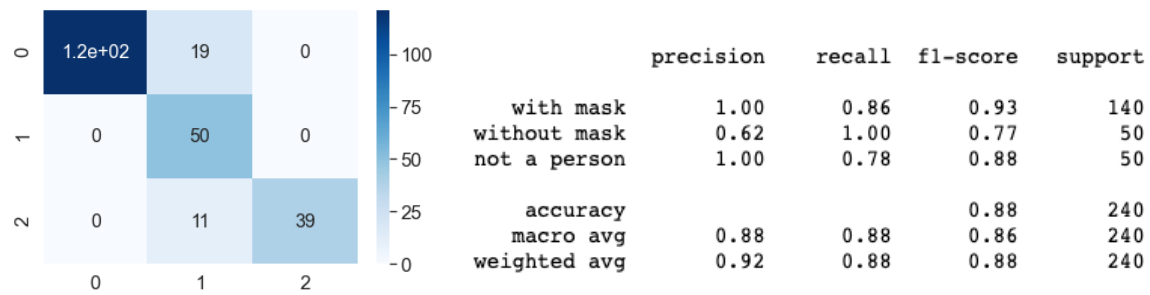 0 1.2e+02 19 0
1 0 50 0
2 0 11 39
0 1 2
100
75
50
25
0
precision recall f1-score support
with mask 1.00 0.86 0.93 140
without mask 0.62 1.00 0.77 50
not a person 1.00 0.78 0.88 50
accuracy 0.88 240
macro avg 0.88 0.88 0.86 240
weighted avg 0.92 0.88 0.88 240